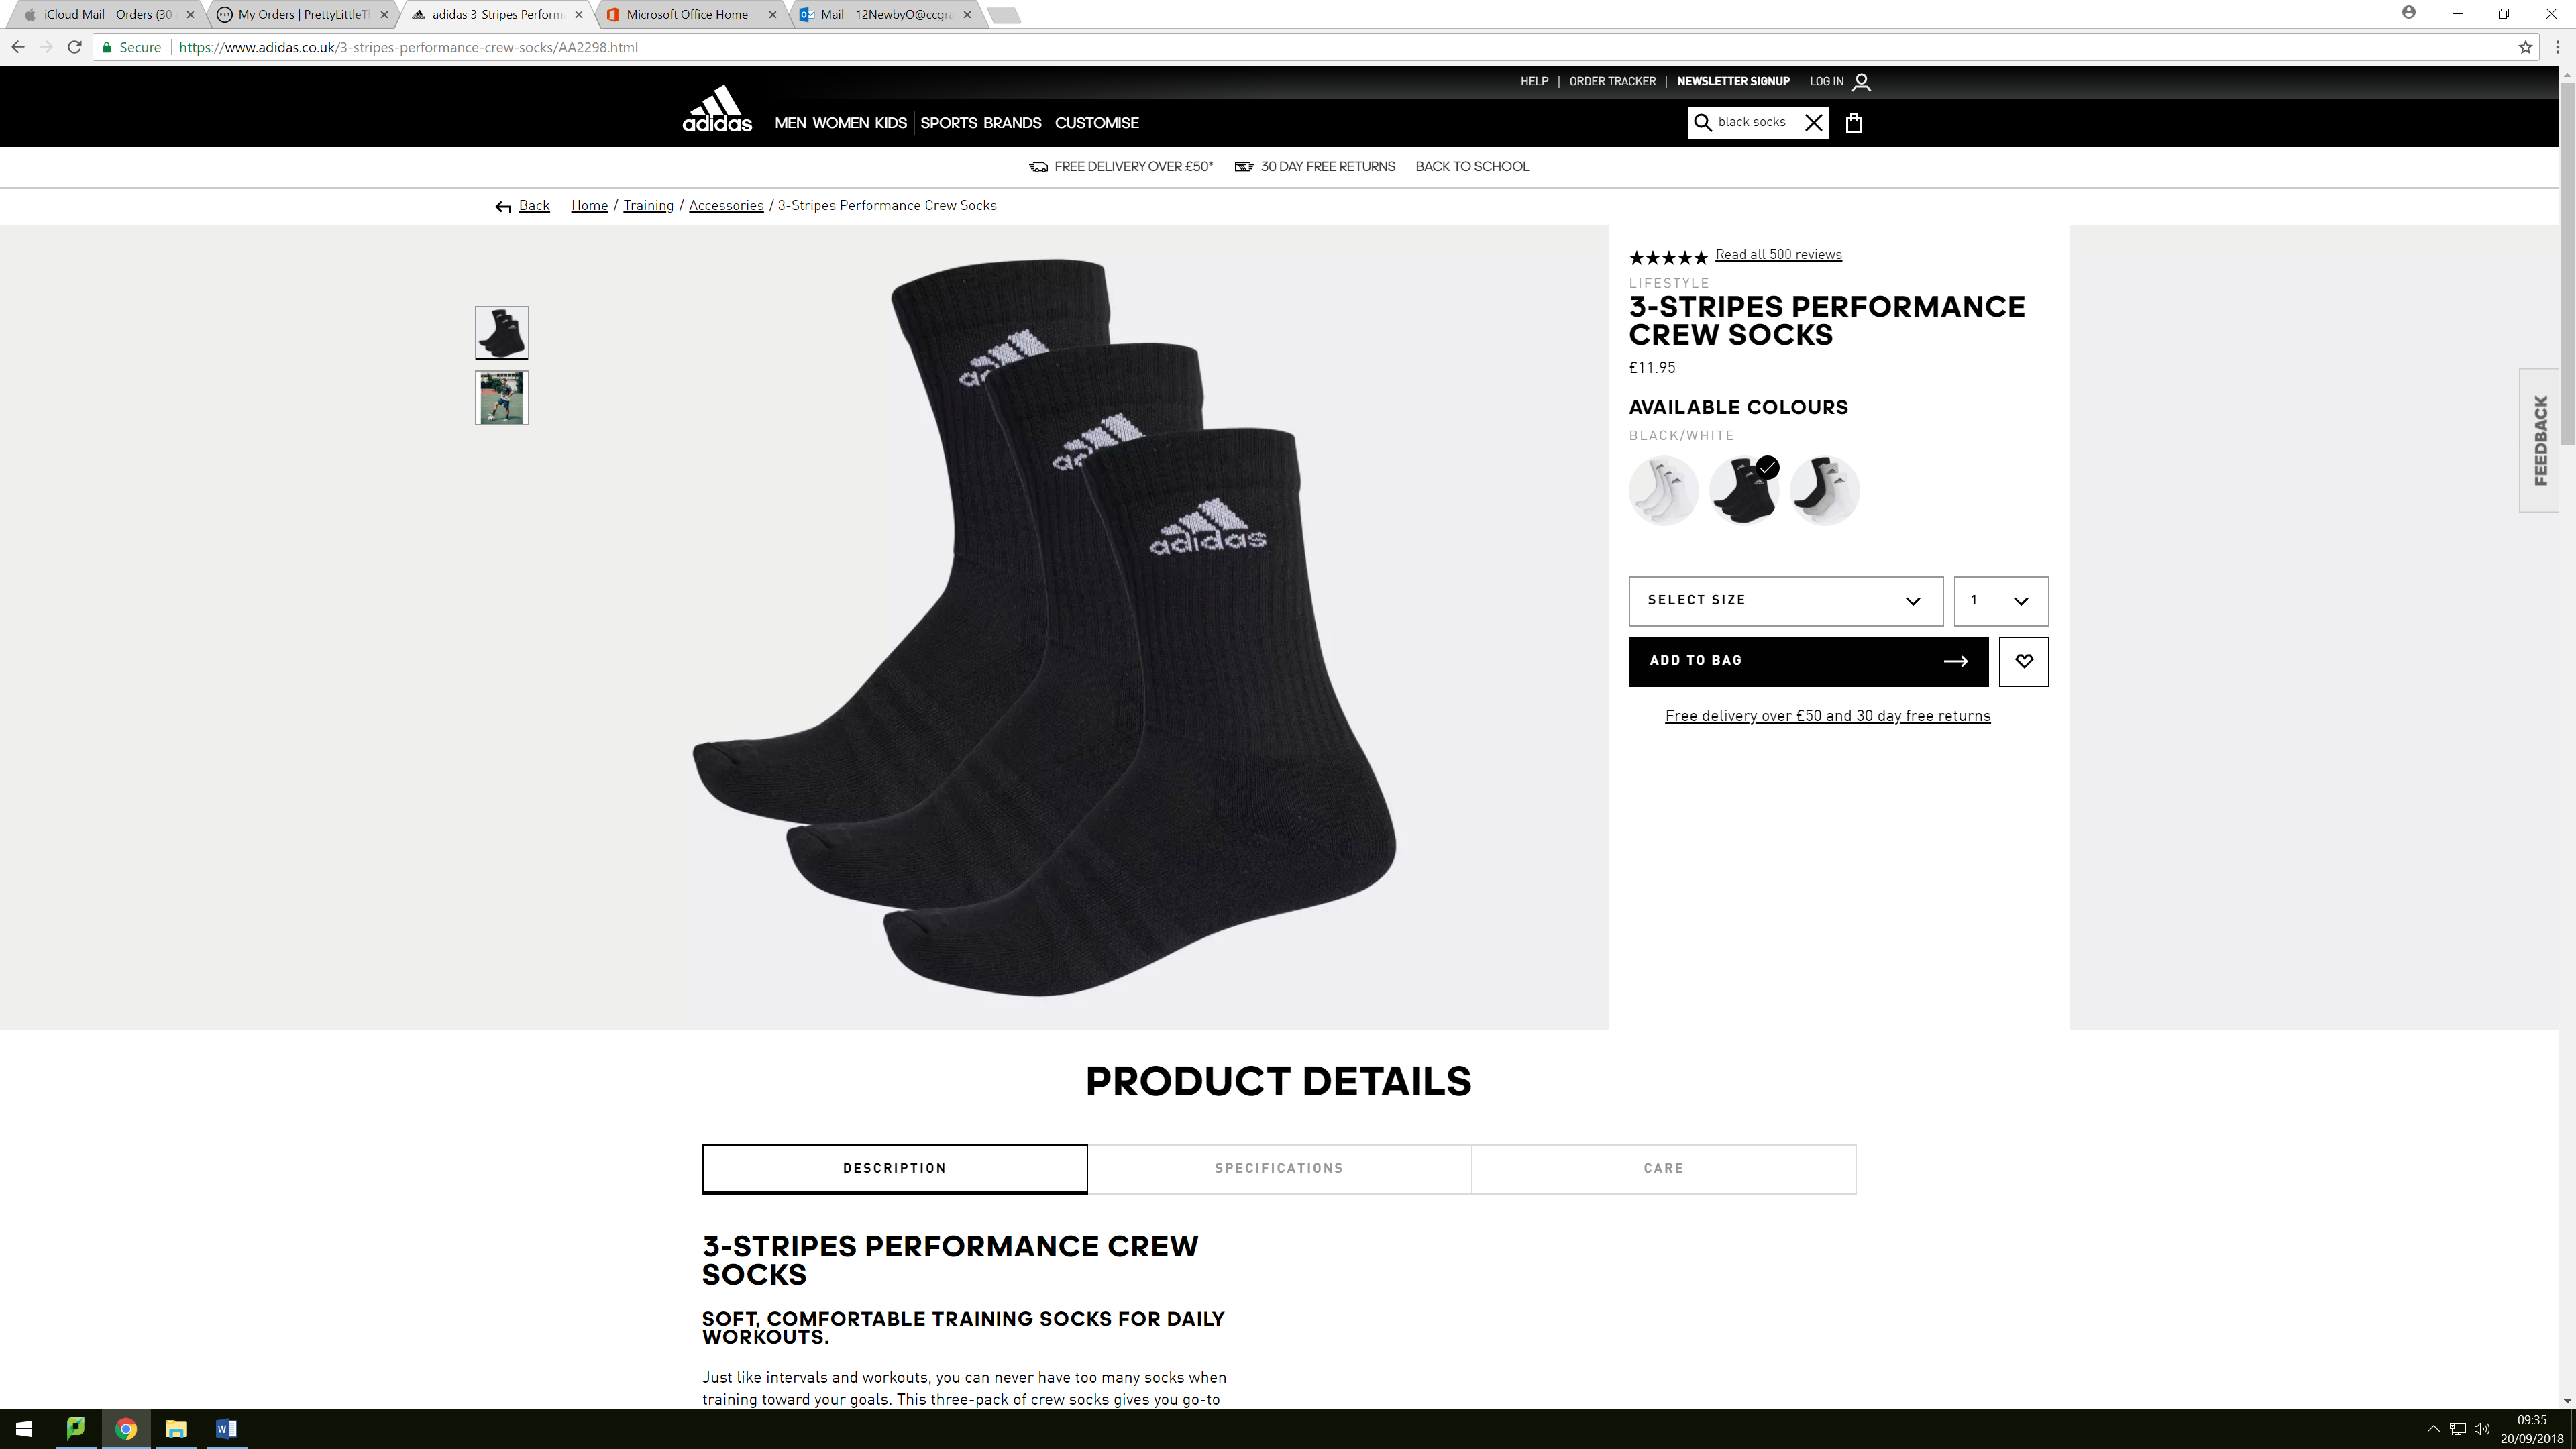 iCloud Mail - Orders (30
My Orders | PrettyLittleTh
adidas 3-Stripes Perform
Microsoft Office Home
Mail - 12NewbyO@ccgra
Secure
https://www.adidas.co.uk/3-stripes-performance-crew-socks/AA2298.html
HELP | ORDER TRACKER | NEWSLETTER SIGNUP LOG IN
adidas
MEN WOMEN KIDS SPORTS BRANDS CUSTOMISE
black socks
FREE DELIVERY OVER £50* 30 DAY FREE RETURNS BACK TO SCHOOL
Back Home / Training / Accessories / 3-Stripes Performance Crew Socks
adidas
Read all 500 reviews
LIFESTYLE
3-STRIPES PERFORMANCE
CREW SOCKS
£11.95
AVAILABLE COLOURS
BLACK/WHITE
SELECT SIZE 1
ADD TO BAG
Free delivery over £50 and 30 day free returns
FEEDBACK
PRODUCT DETAILS
DESCRIPTION SPECIFICATIONS CARE
3-STRIPES PERFORMANCE CREW
SOCKS
SOFT, COMFORTABLE TRAINING SOCKS FOR DAILY
WORKOUTS.
Just like intervals and workouts, you can never have too many socks when
training toward your goals. This three-pack of crew socks gives you go-to
09:35
20/09/2018